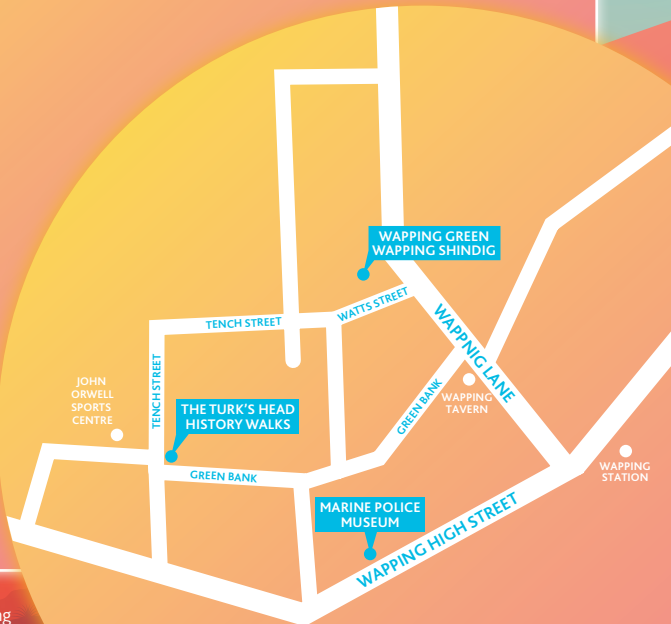 WAPPING GREEN
WAPPING SHINDIG
WATTS STREET
TENCH STREET
WAPPNIG LANE
TENCH STREET
JOHN
ORWELL
SPORTS
CENTRE
THE TURK'S HEAD
HISTORY WALKS
GREEN BANK
WAPPING
TAVERN
GREEN BANK
WAPPING
STATION
MARINE POLICE
MUSEUM
WAPPING HIGH STREET